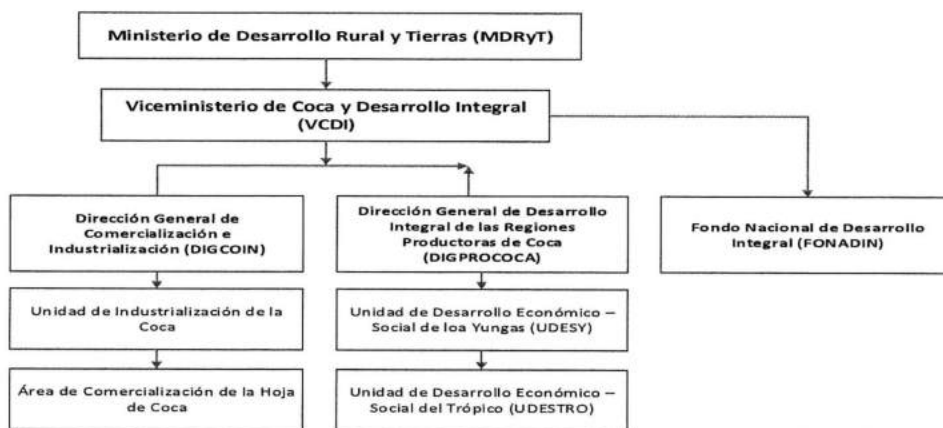 Ministerio de Desarrollo Rural y Tierras (MDRyT)
Viceministerio de Coca y Desarrollo Integral
(VCDI)
Dirección General de
Comercialización e
Industrialización (DIGCOIN)
Dirección General de Desarrollo
Integral de las Regiones
Productoras de Coca
(DIGPROCOCA)
Fondo Nacional de Desarrollo
Integral (FONADIN)
Unidad de Industrialización de la
Coca
Unidad de Desarrollo Económico –
Social de loa Yungas (UDESY)
Área de Comercialización de la Hoja
de Coca
Unidad de Desarrollo Económico –
Social del Trópico (UDESTRO)